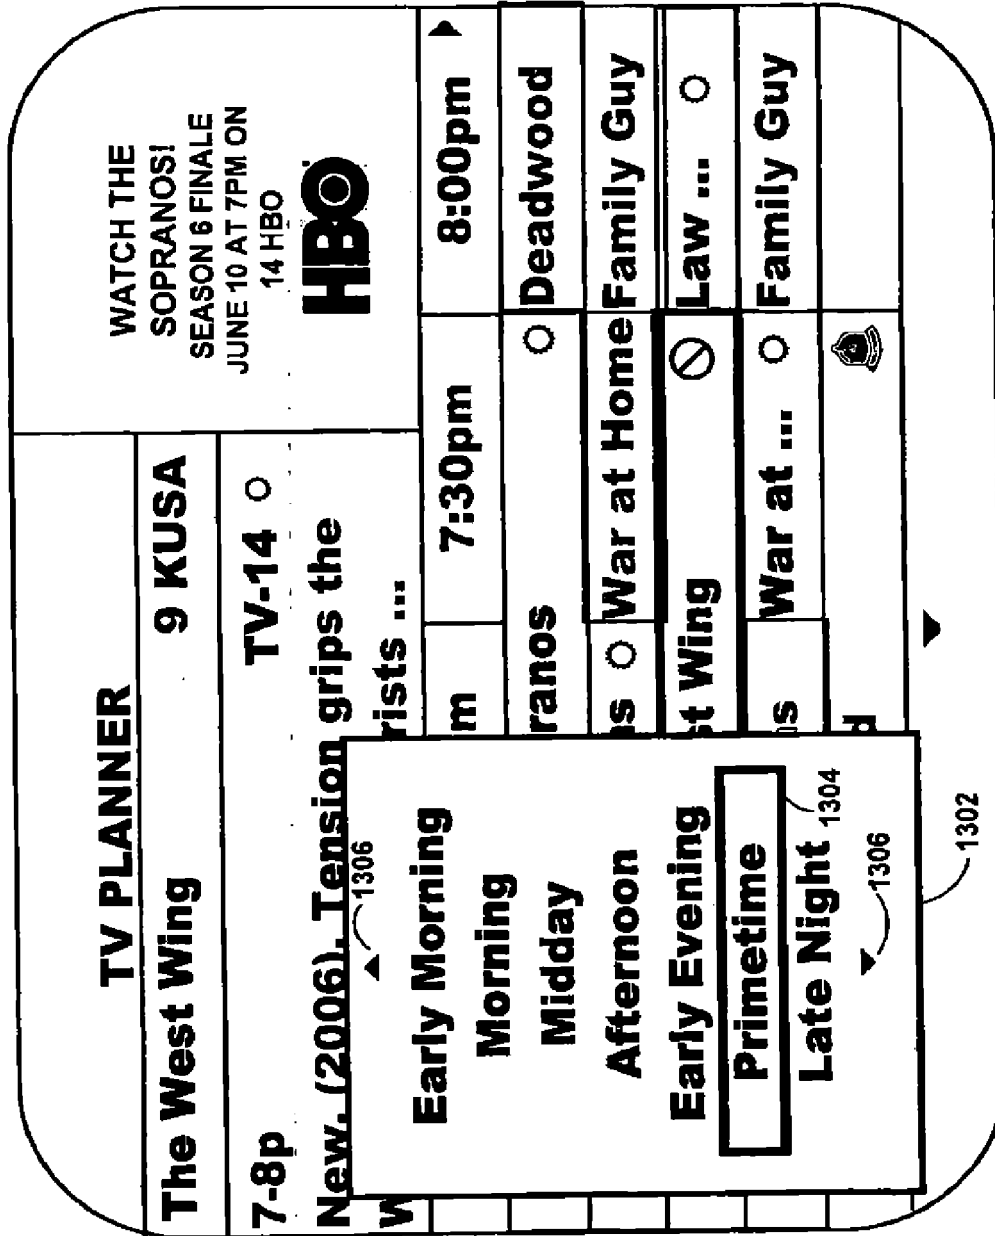 TV PLANNER
The West Wing 9 KUSA
7-8p TV-14
New. (2006). Tension grips the
W rists ...
WATCH THE
SOPRANOS!
SEASON 6 FINALE
JUNE 10 AT 7PM ON
14 HBO
HBO
m 7:30pm 8:00pm
ranos Deadwood
ns War at Home Family Guy
st Wing Law ...
ns War at ... Family Guy
d
1306
Early Morning
Morning
Midday
Afternoon
Early Evening
Primetime
1304
Late Night
1306
1302